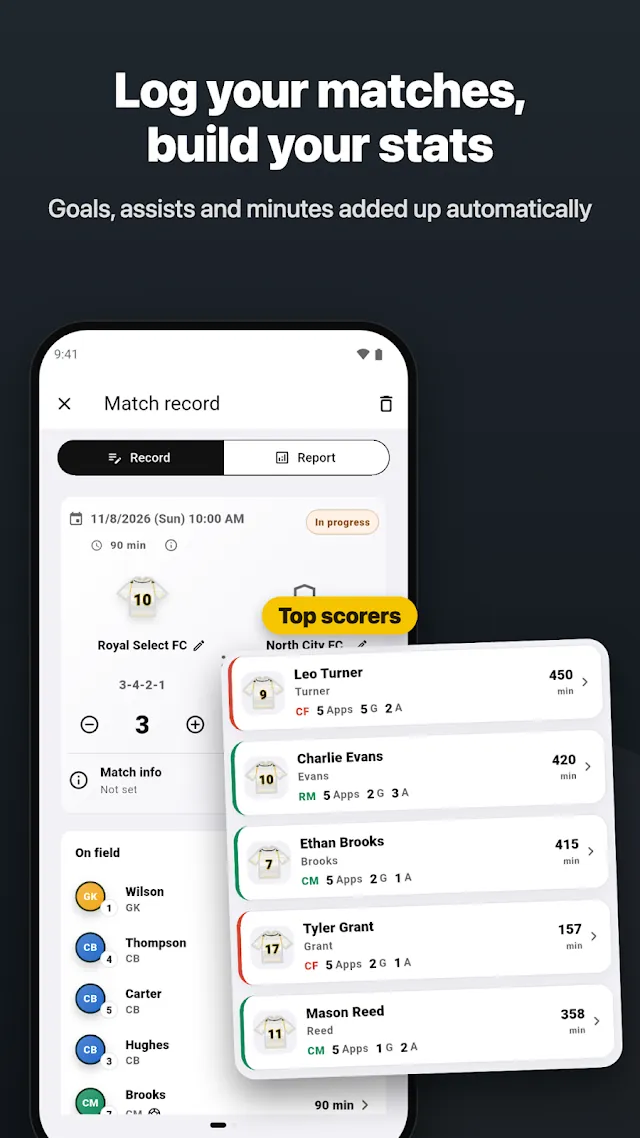 Log your matches,
build your stats
Goals, assists and minutes added up automatically
9:41
Match record
Record
Report
11/8/2026 (Sun) 10:00 AM
In progress
90 min
10
Royal Select FC
North City FC
3-4-2-1
3
Match info
Not set
On field
GK
1
Wilson
GK
CB
4
Thompson
CB
CB
5
Carter
CB
CB
3
Hughes
CB
CM
7
Brooks
CM
90 min
Top scorers
9
Leo Turner
Turner
CF 5 Apps 5 G 2 A
450
min
10
Charlie Evans
Evans
RM 5 Apps 2 G 3 A
420
min
7
Ethan Brooks
Brooks
CM 5 Apps 2 G 1 A
415
min
17
Tyler Grant
Grant
CF 5 Apps 2 G 1 A
157
min
11
Mason Reed
Reed
CM 5 Apps 1 G 2 A
358
min